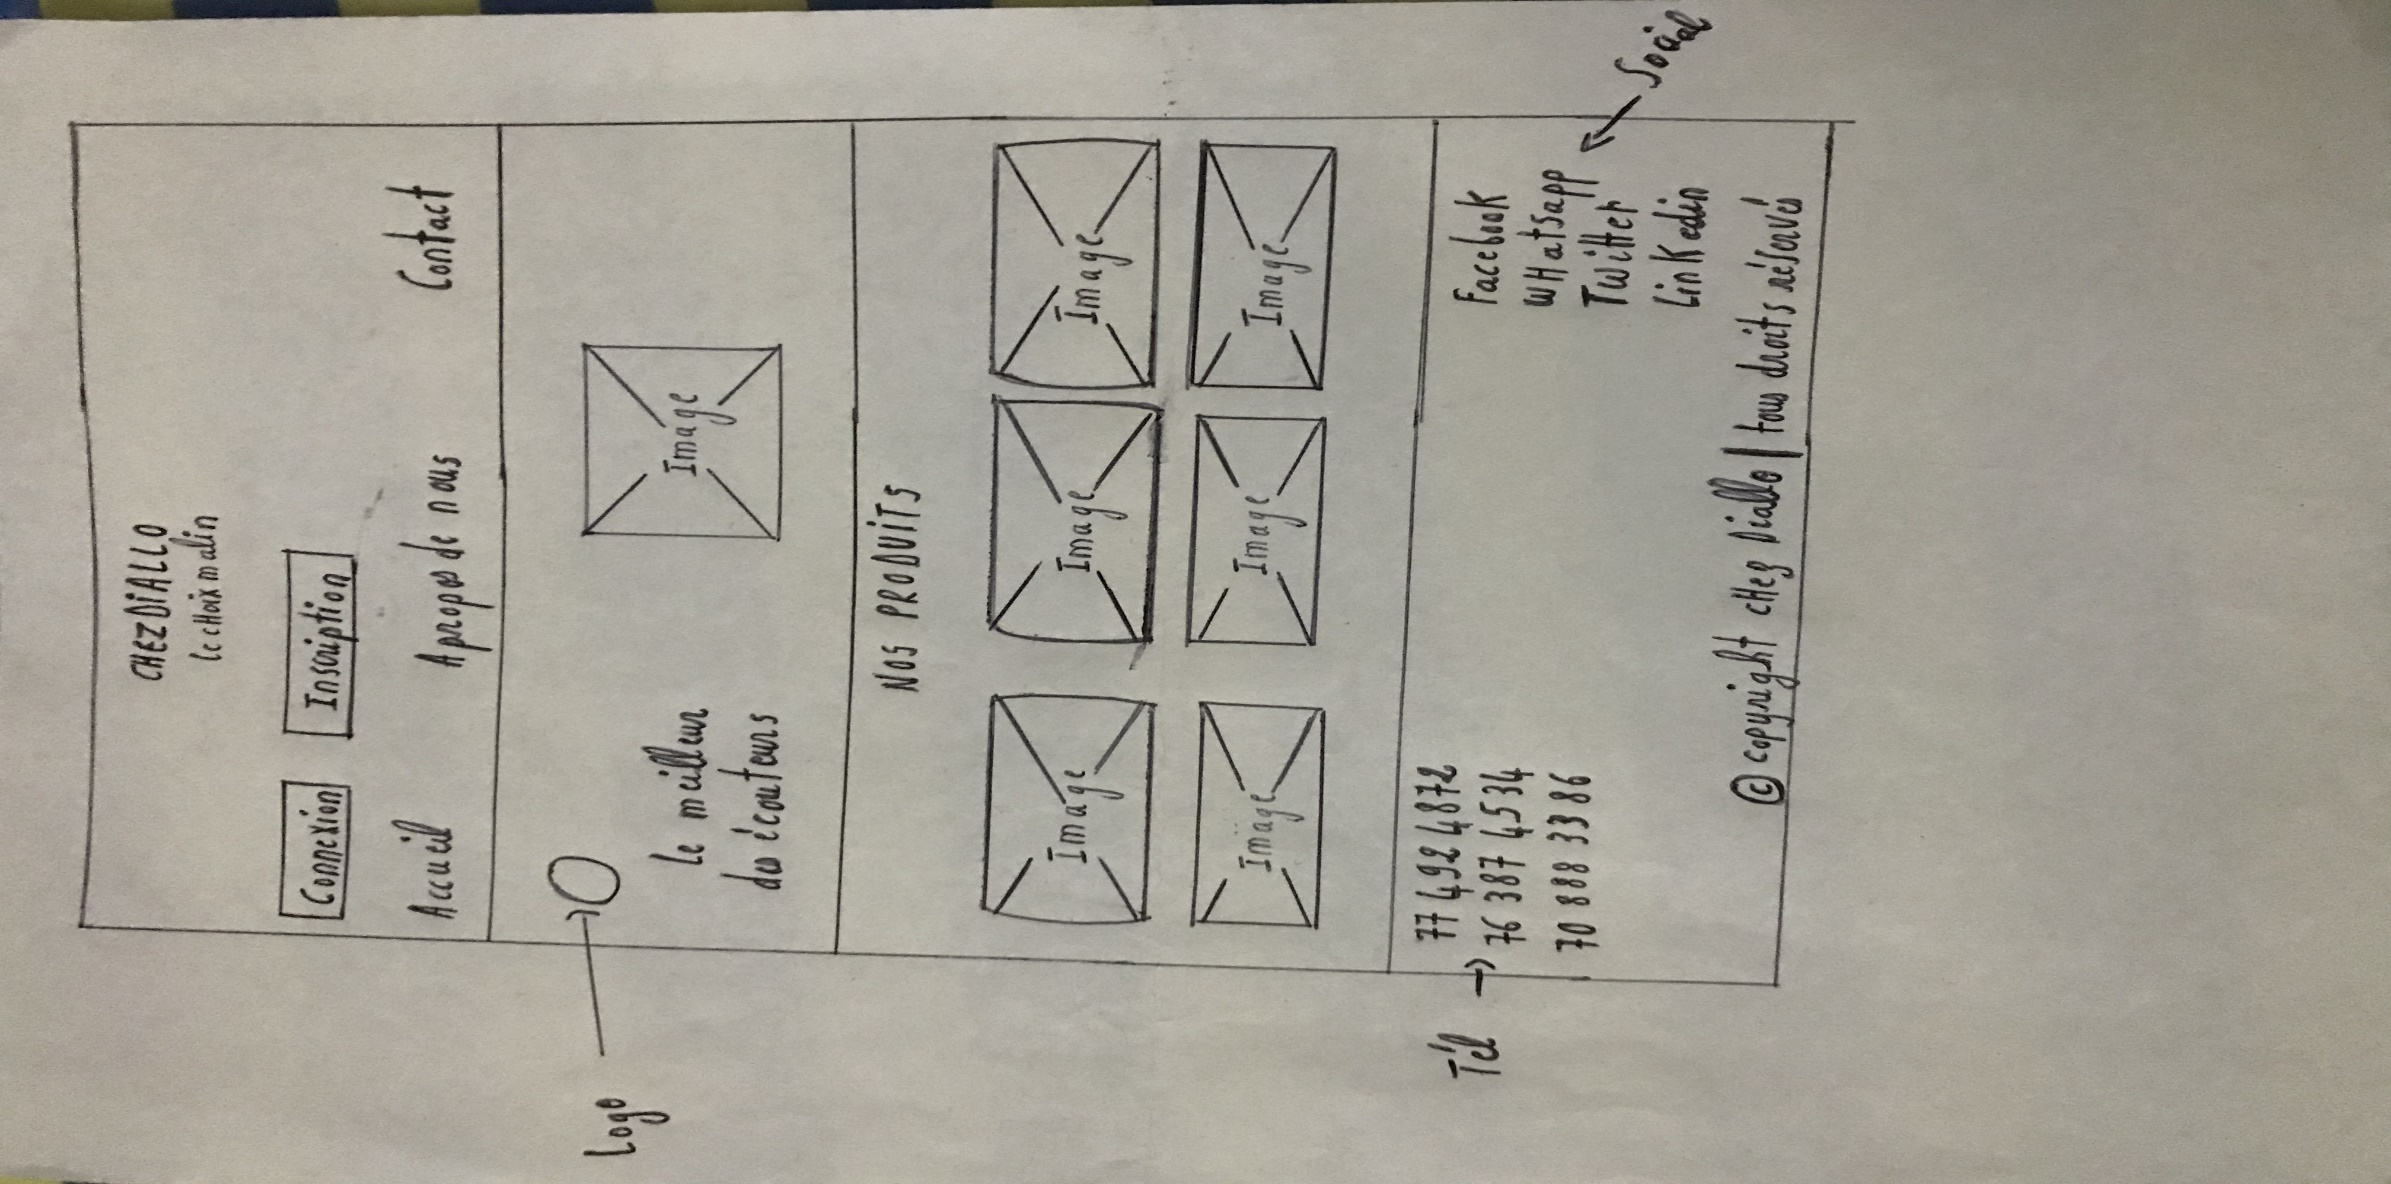 CHEZ DIALLO
le cHoix malin
Connexion
Inscription
Accueil
Apropos de nous
Contact
Logo
Le meilleur
des écouteurs
Image
NOS PRODUITS
Image
Image
Image
Image
Image
Image
Tél
77 492 4872
76 387 4534
70 888 3386
Facebook
WHatsapp
Twitter
LinKedin
Social
© copyright cHez Diallo | tous droits réservés